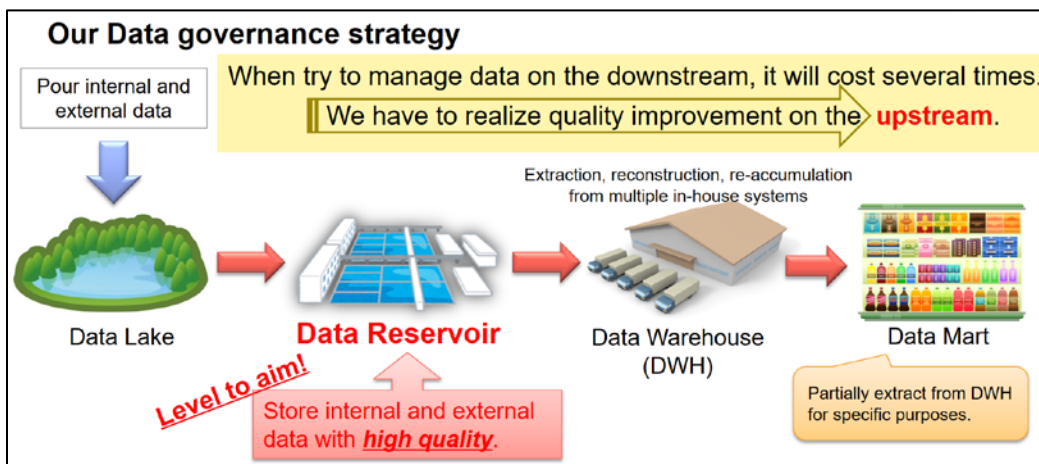 Our Data governance strategy
Pour internal and
external data
When try to manage data on the downstream, it will cost several times.
We have to realize quality improvement on the upstream.
Extraction, reconstruction, re-accumulation
from multiple in-house systems
Data Lake
Data Reservoir
Data Warehouse
(DWH)
Data Mart
Level to aim!
Store internal and external
data with high quality.
Partially extract from DWH
for specific purposes.